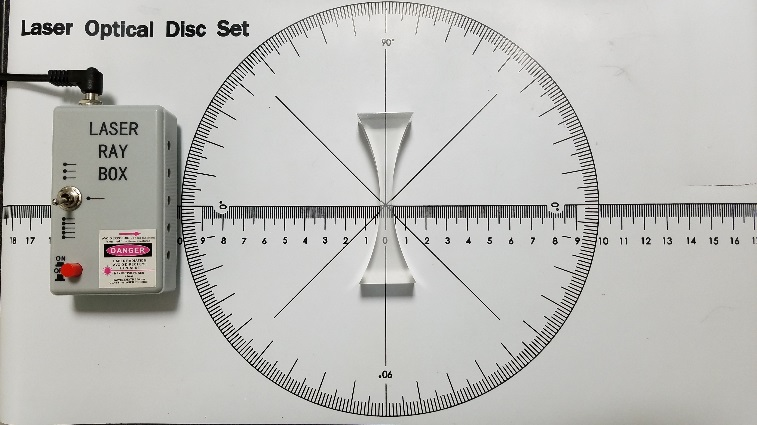 Laser Optical Disc Set
90°
LASER
RAY
BOX
0°
0°
18 17 9 8 7 6 5 4 3 2 1 0 1 2 3 4 5 6 7 8 9 10 11 12 13 14 15 16
DANGER
ON
90°